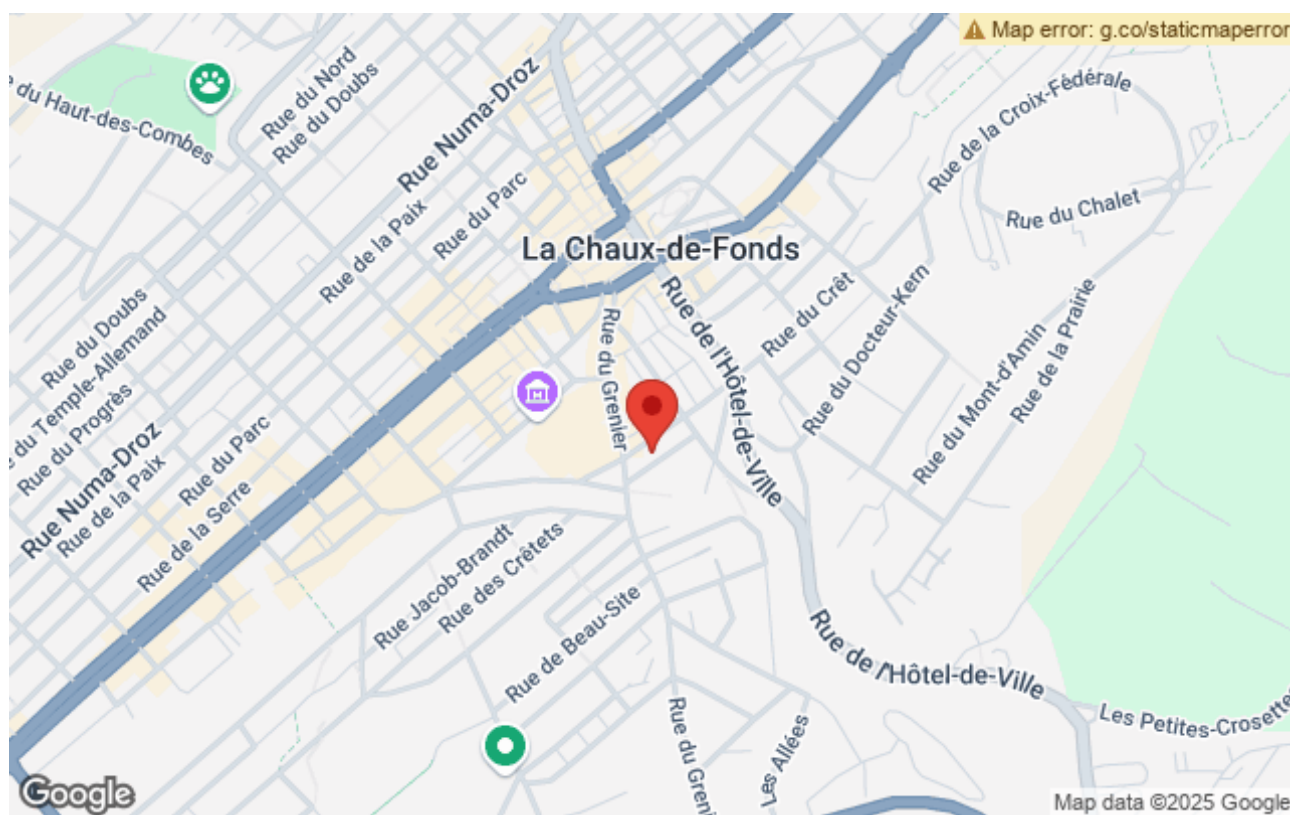 Map error: g.co/staticmaperror
Rue du Nord
Rue du Doubs
Rue Numa-Droz
Rue de la Croix-Fédérale
e du Haut-des-Combes
Rue du Parc
Rue de la Paix
Rue du Chalet
La Chaux-de-Fonds
Rue du Doubs
e du Temple-Allemand
Rue du Progrès
Rue Numa-Droz
Rue de la Paix
Rue du Parc
Rue de la Serre
Rue du Grenier
Rue de l'Hôtel-de-Ville
Rue du Crêt
Rue du Docteur-Kern
Rue du Mont-d'Amin
Rue de la Prairie
Rue Jacob-Brandt
Rue des Crêtets
Rue de Beau-Site
Rue de l'Hôtel-de-Ville
Les Petites-Crosette
Rue du Greni
Les Allées
Google
Map data ©2025 Google